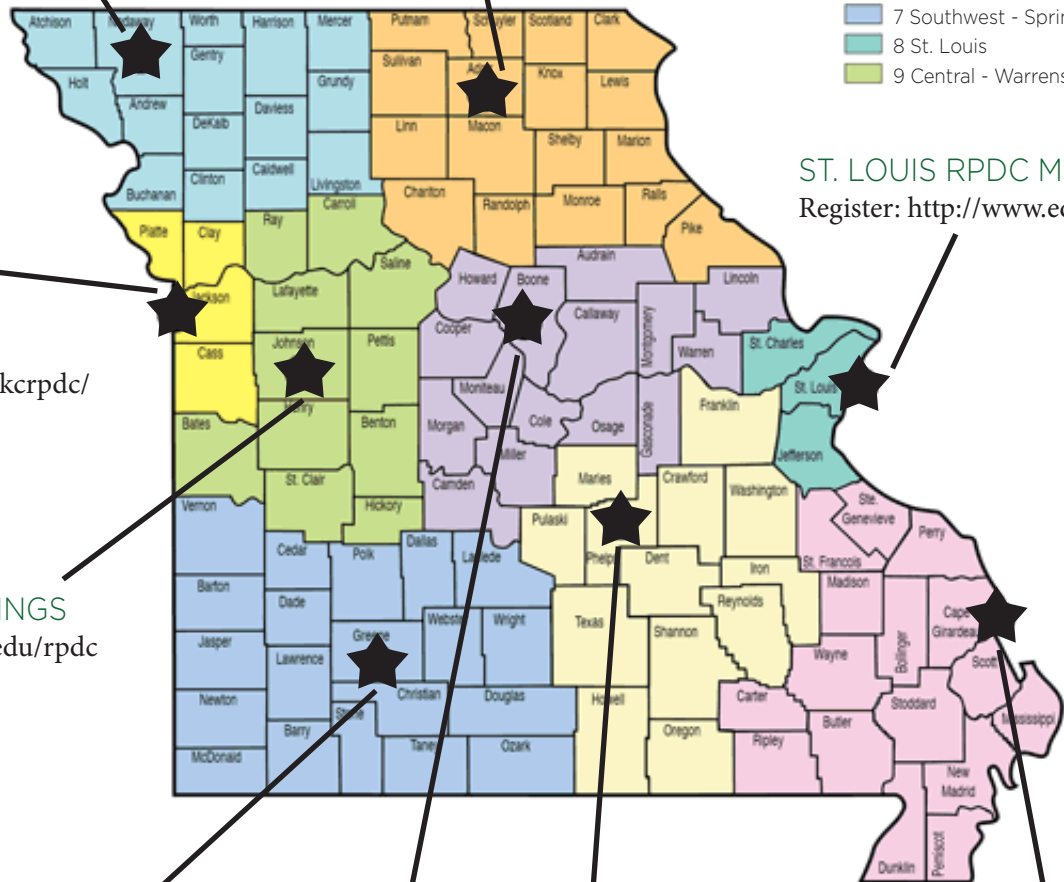 7 Southwest - Sprin
8 St. Louis
9 Central - Warrens
ST. LOUIS RPDC M
Register: http://www.ed
kcrpdc/
INGS
edu/rpdc
Atchison
Worth
Harrison
Mercer
Putnam
Schuyler
Scotland
Clark
Gentry
Sullivan
Knox
Lewis
Holt
Grundy
Andrew
DeKalb
Daviess
Linn
Macon
Shelby
Marion
Buchanan
Clinton
Caldwell
Livingston
Chariton
Randolph
Monroe
Ralls
Pike
Platte
Clay
Ray
Carroll
Saline
Howard
Boone
Audrain
Lincoln
Jackson
Lafayette
Cooper
Callaway
Montgomery
Warren
St. Charles
St. Louis
Cass
Johnson
Pettis
Moniteau
Cole
Osage
Gasconade
Franklin
Jefferson
Bates
Henry
Benton
Morgan
Miller
Maries
Crawford
Washington
St. Clair
Hickory
Camden
Pulaski
Phelps
Dent
Iron
St. Francois
Ste.
Genevieve
Perry
Vernon
Cedar
Polk
Dallas
Laclede
Texas
Shannon
Reynolds
Madison
Bollinger
Cape
Girardeau
Barton
Dade
Greene
Webster
Wright
Wayne
Scott
Jasper
Lawrence
Christian
Douglas
Howell
Carter
Stoddard
Mississippi
Newton
Barry
Stone
Taney
Ozark
Oregon
Ripley
Butler
New
Madrid
McDonald
Dunklin
Pemiscot